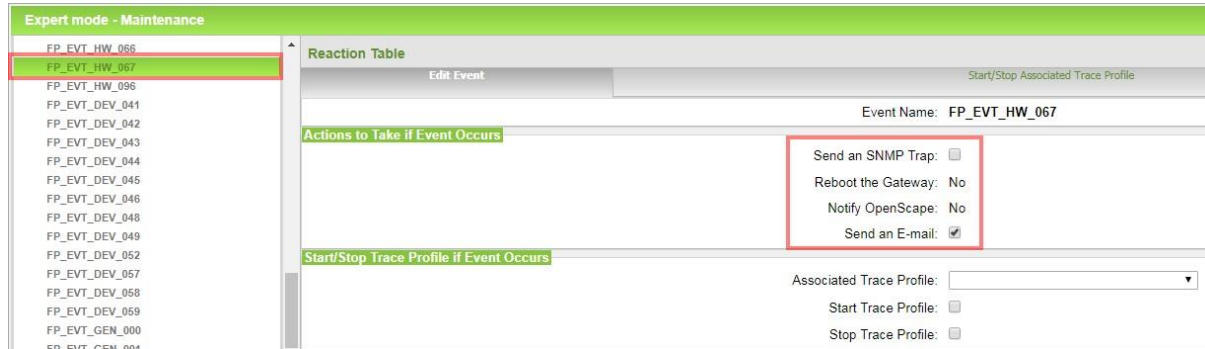 Expert mode - Maintenance
FP_EVT_HW_066
FP_EVT_HW_067
FP_EVT_HW_096
FP_EVT_DEV_041
FP_EVT_DEV_042
FP_EVT_DEV_043
FP_EVT_DEV_044
FP_EVT_DEV_045
FP_EVT_DEV_046
FP_EVT_DEV_048
FP_EVT_DEV_049
FP_EVT_DEV_052
FP_EVT_DEV_057
FP_EVT_DEV_058
FP_EVT_DEV_059
FP_EVT_GEN_000
Reaction Table
Edit Event
Start/Stop Associated Trace Profile
Event Name: FP_EVT_HW_067
Actions to Take if Event Occurs
Send an SNMP Trap:
Reboot the Gateway: No
Notify OpenScape: No
Send an E-mail:
Start/Stop Trace Profile if Event Occurs
Associated Trace Profile:
Start Trace Profile:
Stop Trace Profile: